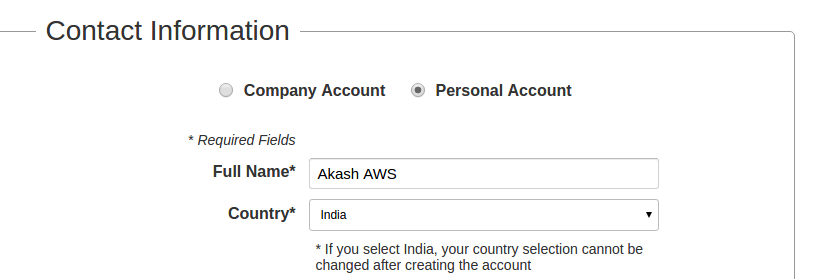 Contact Information
Company Account Personal Account
* Required Fields
Full Name* Akash AWS
Country* India
* If you select India, your country selection cannot be
changed after creating the account